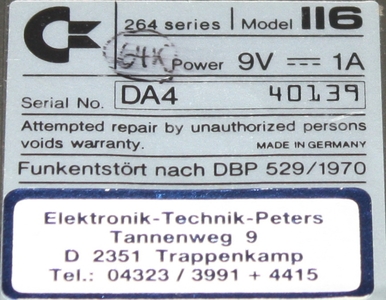 264 series Model 116
64K
Power 9V 1A
Serial No. DA4 40139
Attempted repair by unauthorized persons
voids warranty. MADE IN GERMANY
Funkentstört nach DBP 529/1970
Elektronik-Technik-Peters
Tannenweg 9
D 2351 Trappenkamp
Tel.: 04323 / 3991 + 4415